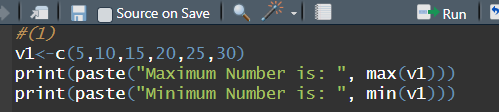 Source on Save
Run
#(1)
v1<-c(5,10,15,20,25,30)
print(paste("Maximum Number is: ", max(v1)))
print(paste("Minimum Number is: ", min(v1)))